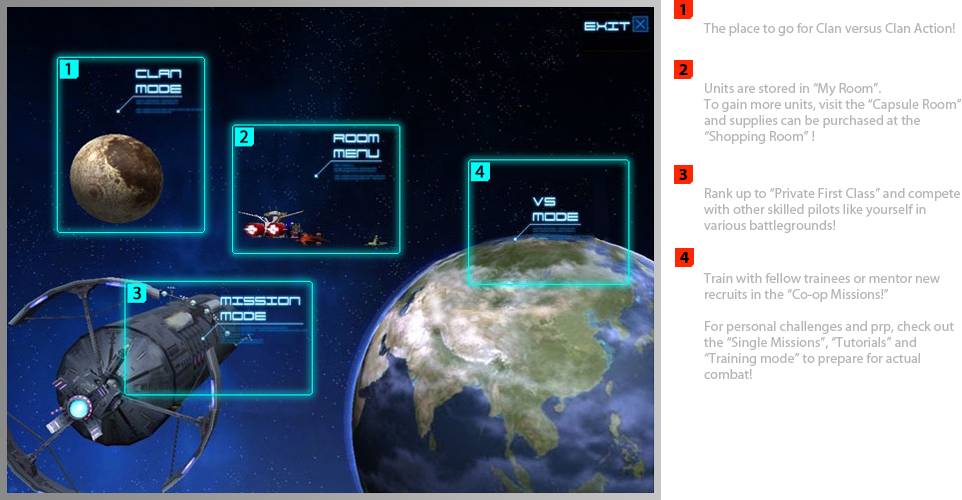 EXIT
1
CLAN
MODE
2
ROOM
MENU
4
VS
MODE
3
MISSION
MODE
1
The place to go for Clan versus Clan Action!
2
Units are stored in “My Room”.
To gain more units, visit the “Capsule Room”
and supplies can be purchased at the
“Shopping Room” !
3
Rank up to “Private First Class” and compete
with other skilled pilots like yourself in
various battlegrounds!
4
Train with fellow trainees or mentor new
recruits in the “Co-op Missions!”
For personal challenges and prp, check out
the “Single Missions”, “Tutorials” and
“Training mode” to prepare for actual
combat!